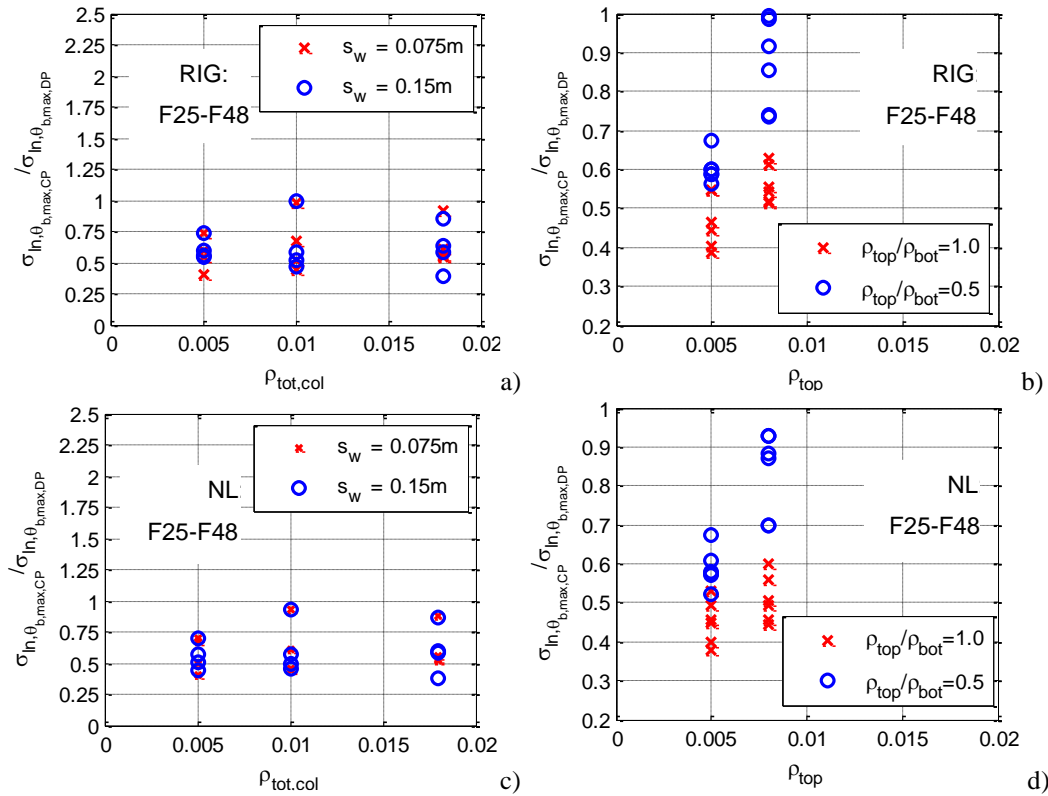 2.5
2.25
2
1.75
1.5
1.25
1
0.75
0.5
0.25
0
σln,θb,max,CP/σln,θb,max,DP
RIG:
F25-F48
sw = 0.075m
sw = 0.15m
0 0.005 0.01 0.015 0.02
ρtot,col
a)
1
0.9
0.8
0.7
0.6
0.5
0.4
0.3
0.2
σln,θb,max,CP/σln,θb,max,DP
RIG
F25-F48
ρtop/ρbot=1.0
ρtop/ρbot=0.5
0 0.005 0.01 0.015 0.02
ρtop
b)
2.5
2.25
2
1.75
1.5
1.25
1
0.75
0.5
0.25
0
σln,θb,max,CP/σln,θb,max,DP
NL
F25-F48
sw = 0.075m
sw = 0.15m
0 0.005 0.01 0.015 0.02
ρtot,col
c)
1
0.9
0.8
0.7
0.6
0.5
0.4
0.3
0.2
σln,θb,max,CP/σln,θb,max,DP
NL
F25-F48
ρtop/ρbot=1.0
ρtop/ρbot=0.5
0 0.005 0.01 0.015 0.02
ρtop
d)